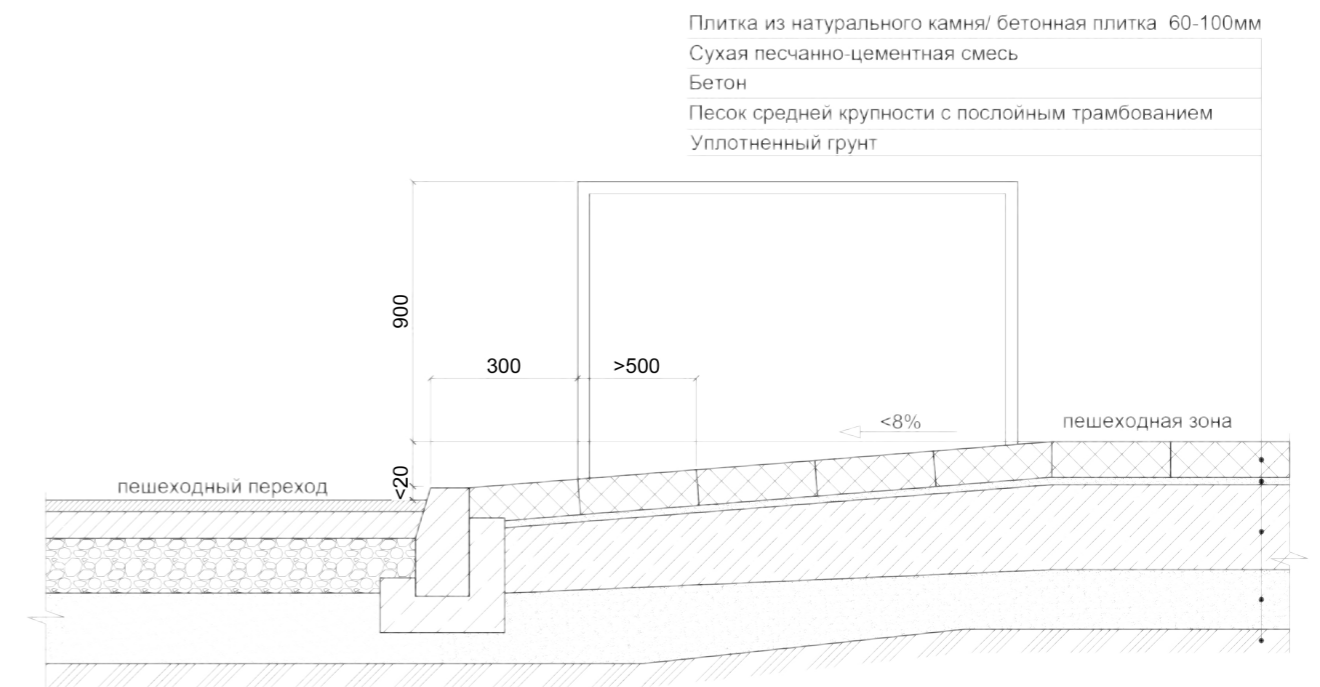 Плитка из натурального камня/ бетонная плитка 60-100мм
Сухая песчанно-цементная смесь
Бетон
Песок средней крупности с послойным трамбованием
Уплотненный грунт
900
300
>500
<8%
пешеходная зона
<20
пешеходный переход